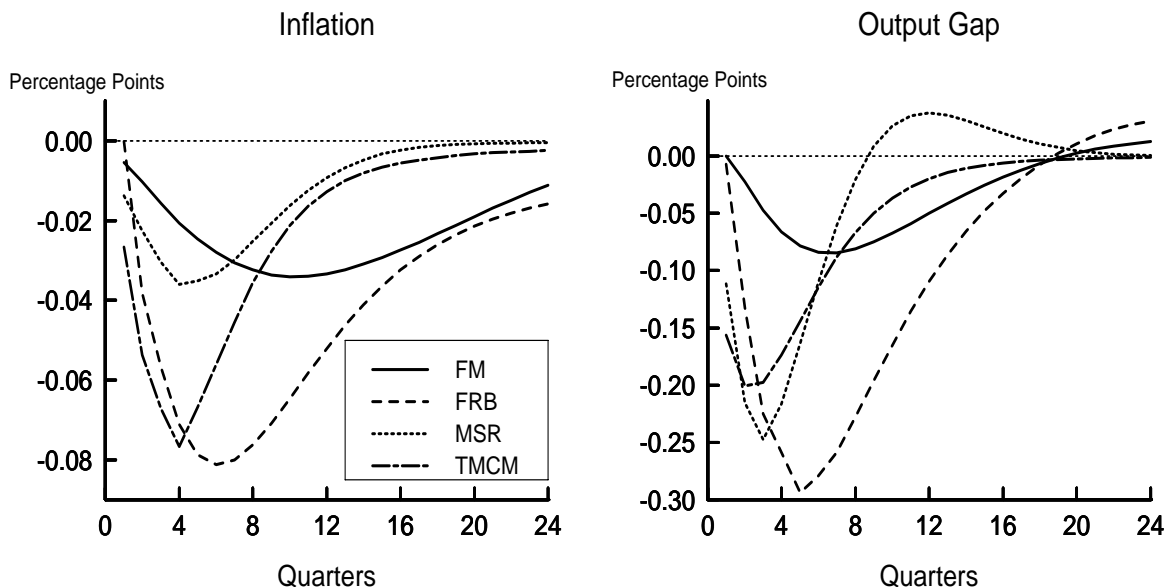 Inflation
Percentage Points
0.00
-0.02
-0.04
-0.06
-0.08
FM
FRB
MSR
TMCM
0 4 8 12 16 20 24
Quarters
Output Gap
Percentage Points
0.00
-0.05
-0.10
-0.15
-0.20
-0.25
-0.30
0 4 8 12 16 20 24
Quarters